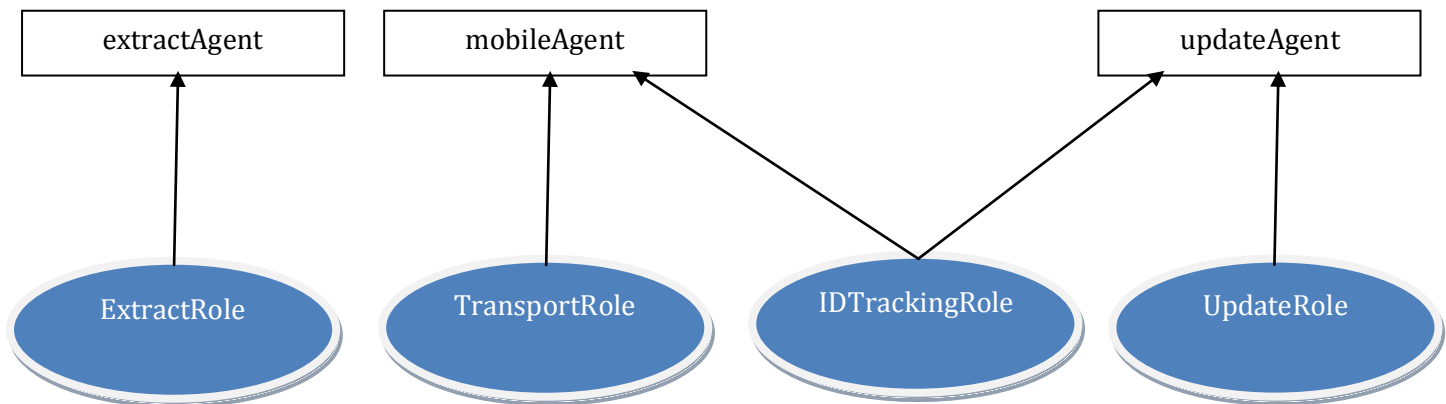 extractAgent
mobileAgent
updateAgent
ExtractRole
TransportRole
IDTrackingRole
UpdateRole